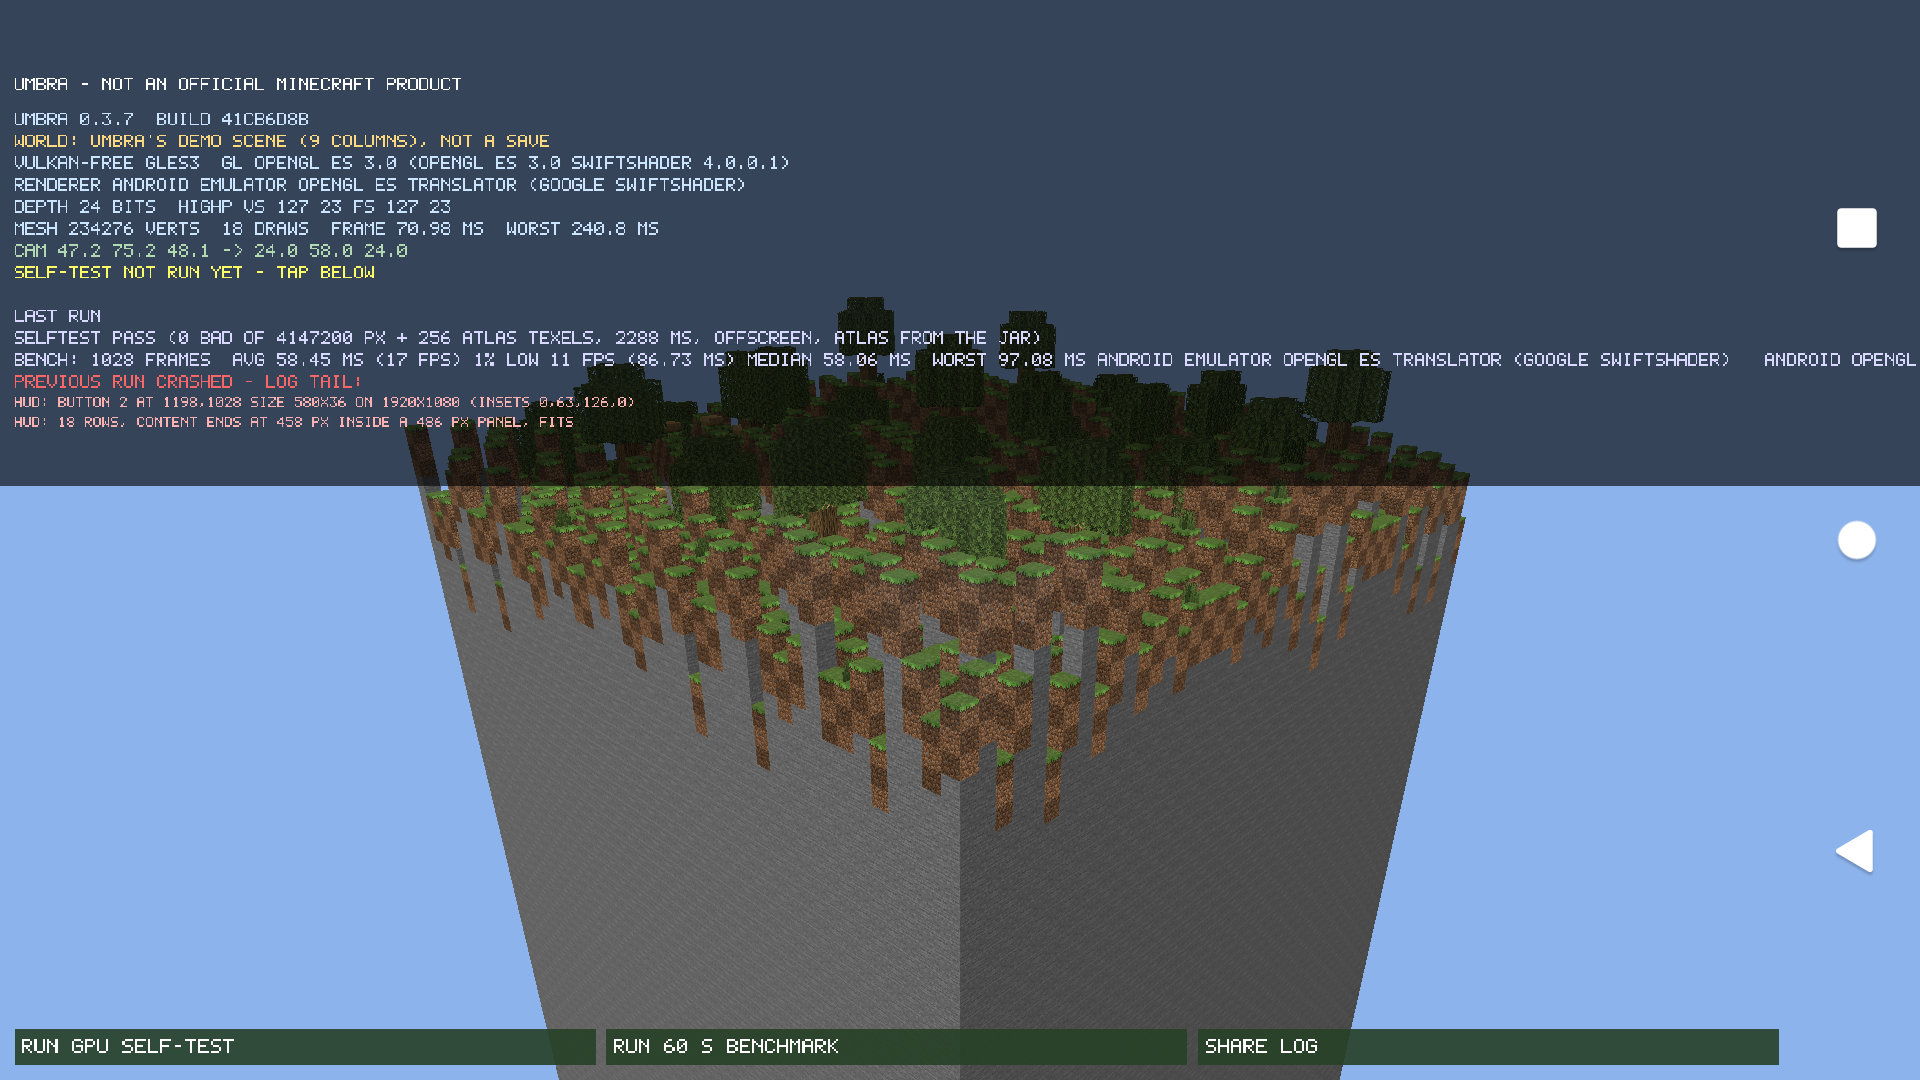 UMBRA - NOT AN OFFICIAL MINECRAFT PRODUCT
UMBRA 0.3.7 BUILD 41CB6D8B
WORLD: UMBRA'S DEMO SCENE (9 COLUMNS), NOT A SAVE
VULKAN-FREE GLES3 GL OPENGL ES 3.0 (OPENGL ES 3.0 SWIFTSHADER 4.0.0.1)
RENDERER ANDROID EMULATOR OPENGL ES TRANSLATOR (GOOGLE SWIFTSHADER)
DEPTH 24 BITS HIGHP VS 127 23 FS 127 23
MESH 234276 VERTS 18 DRAWS FRAME 70.98 MS WORST 240.8 MS
CAM 47.2 75.2 48.1 -> 24.0 58.0 24.0
SELF-TEST NOT RUN YET - TAP BELOW
LAST RUN
SELFTEST PASS (0 BAD OF 4147200 PX + 256 ATLAS TEXELS, 2288 MS, OFFSCREEN, ATLAS FROM THE JAR)
BENCH: 1028 FRAMES AVG 58.45 MS (17 FPS) 1% LOW 11 FPS (86.73 MS) MEDIAN 58.06 MS WORST 97.08 MS ANDROID EMULATOR OPENGL ES TRANSLATOR (GOOGLE SWIFTSHADER) ANDROID OPENGL
PREVIOUS RUN CRASHED - LOG TAIL:
HUD: BUTTON 2 AT 1198,1028 SIZE 580X36 ON 1920X1080 (INSETS 0,63,126,0)
HUD: 18 ROWS, CONTENT ENDS AT 458 PX INSIDE A 486 PX PANEL, FITS
RUN GPU SELF-TEST
RUN 60 S BENCHMARK
SHARE LOG